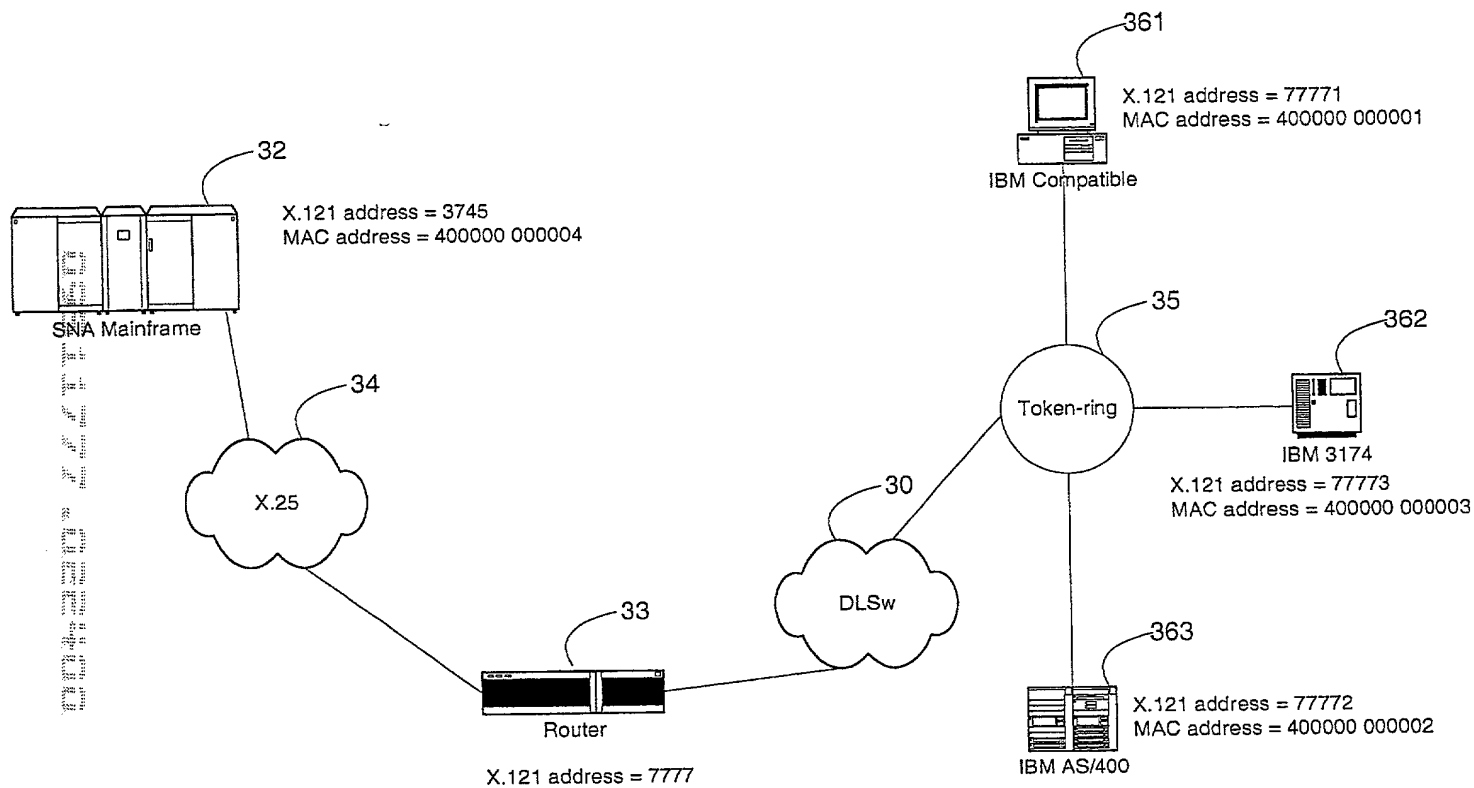 361
X.121 address = 77771
MAC address = 400000 000001
IBM Compatible
32
X.121 address = 3745
MAC address = 400000 000004
SNA Mainframe
35
362
Token-ring
IBM 3174
X.121 address = 77773
MAC address = 400000 000003
34
X.25
30
DLSw
33
Router
X.121 address = 7777
363
X.121 address = 77772
MAC address = 400000 000002
IBM AS/400